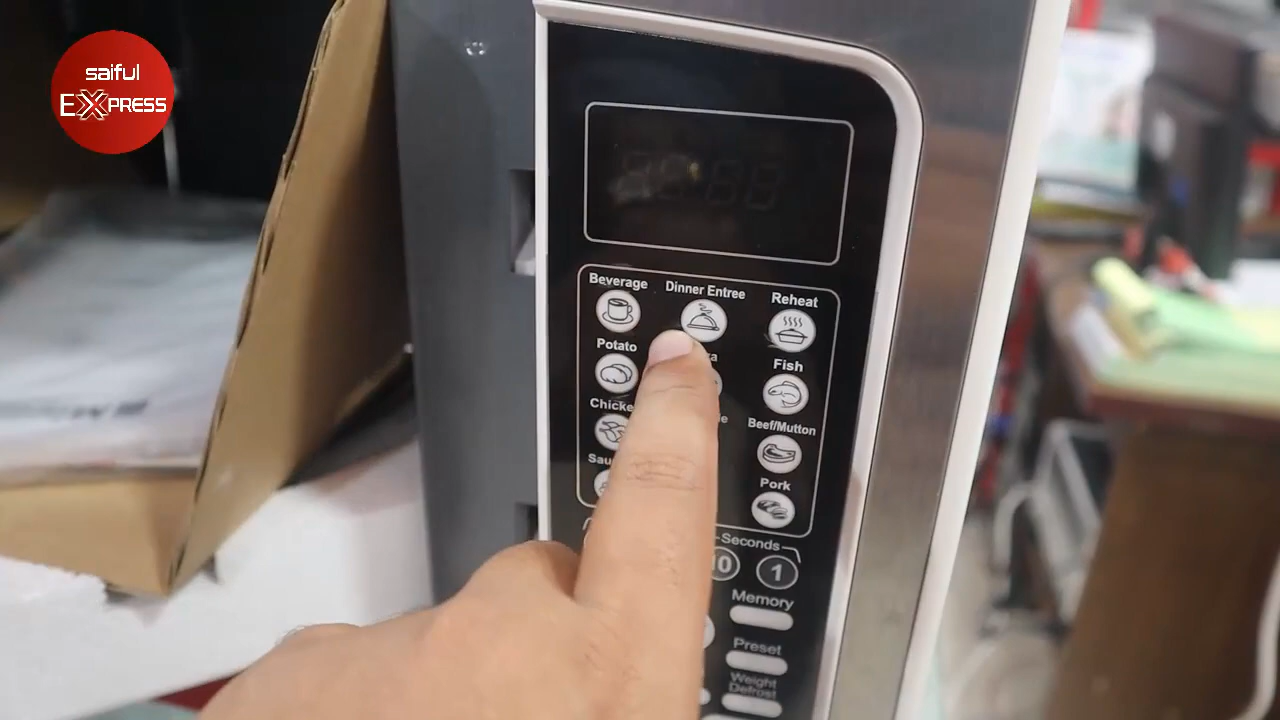 saiful
EXPRESS
Beverage
Dinner Entree
Reheat
Potato
Fish
Beef/Mutton
Pork
Seconds
10
1
Memory
Preset
Weight
Defrost